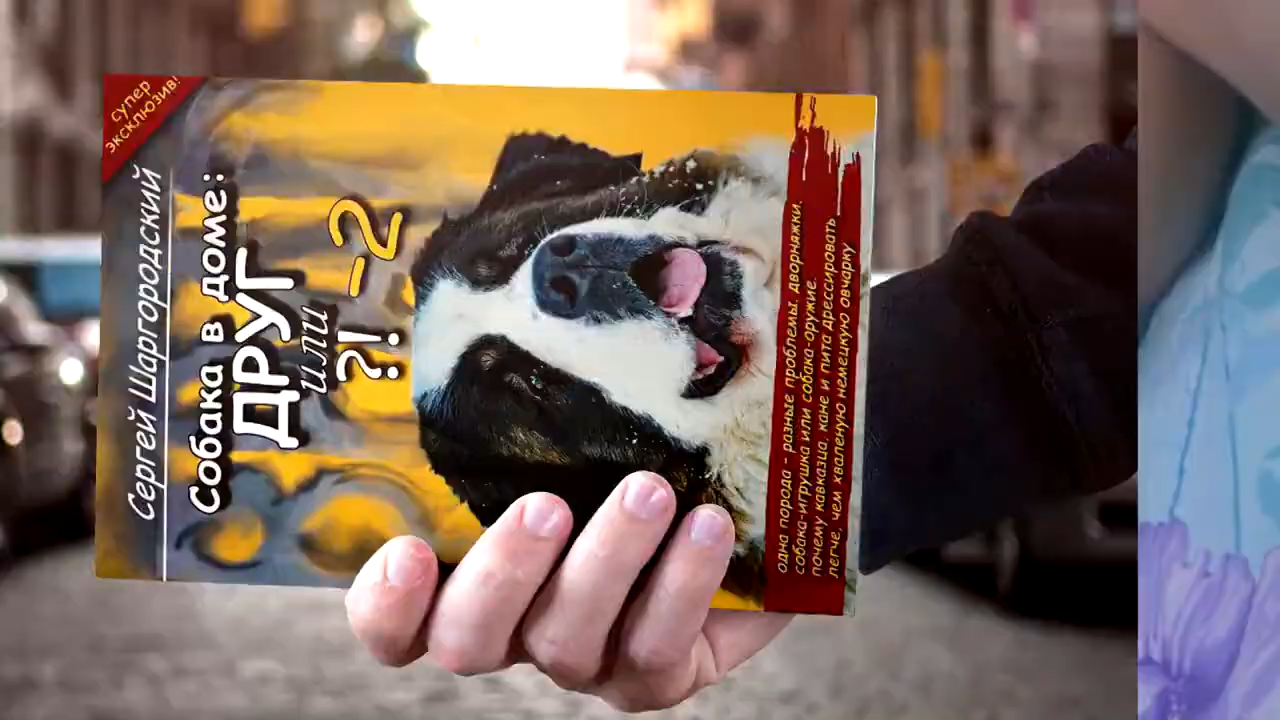 супер
эксклюзив!
Сергей Шаргородский
Собака в доме:
ДРУГ
или
?! -2
одна порода - разные проблемы, дворняжки,
собака-игрушка или собака-оружие.
почему кавказца, кане и пита дрессировать
легче, чем хваленую немецкую овчарку